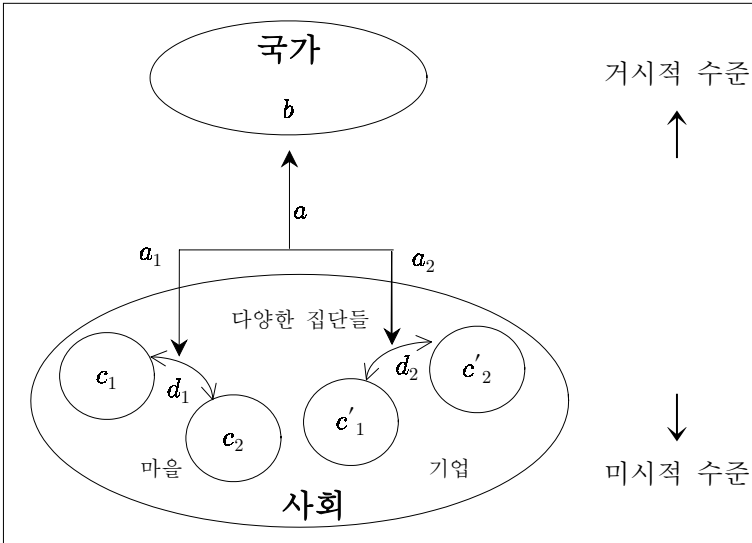 국가
거시적 수준
b
a
a₁
a₂
다양한 집단들
c₁
d₁
d₂
c′₂
c₂
c′₁
마을
기업
미시적 수준
사회